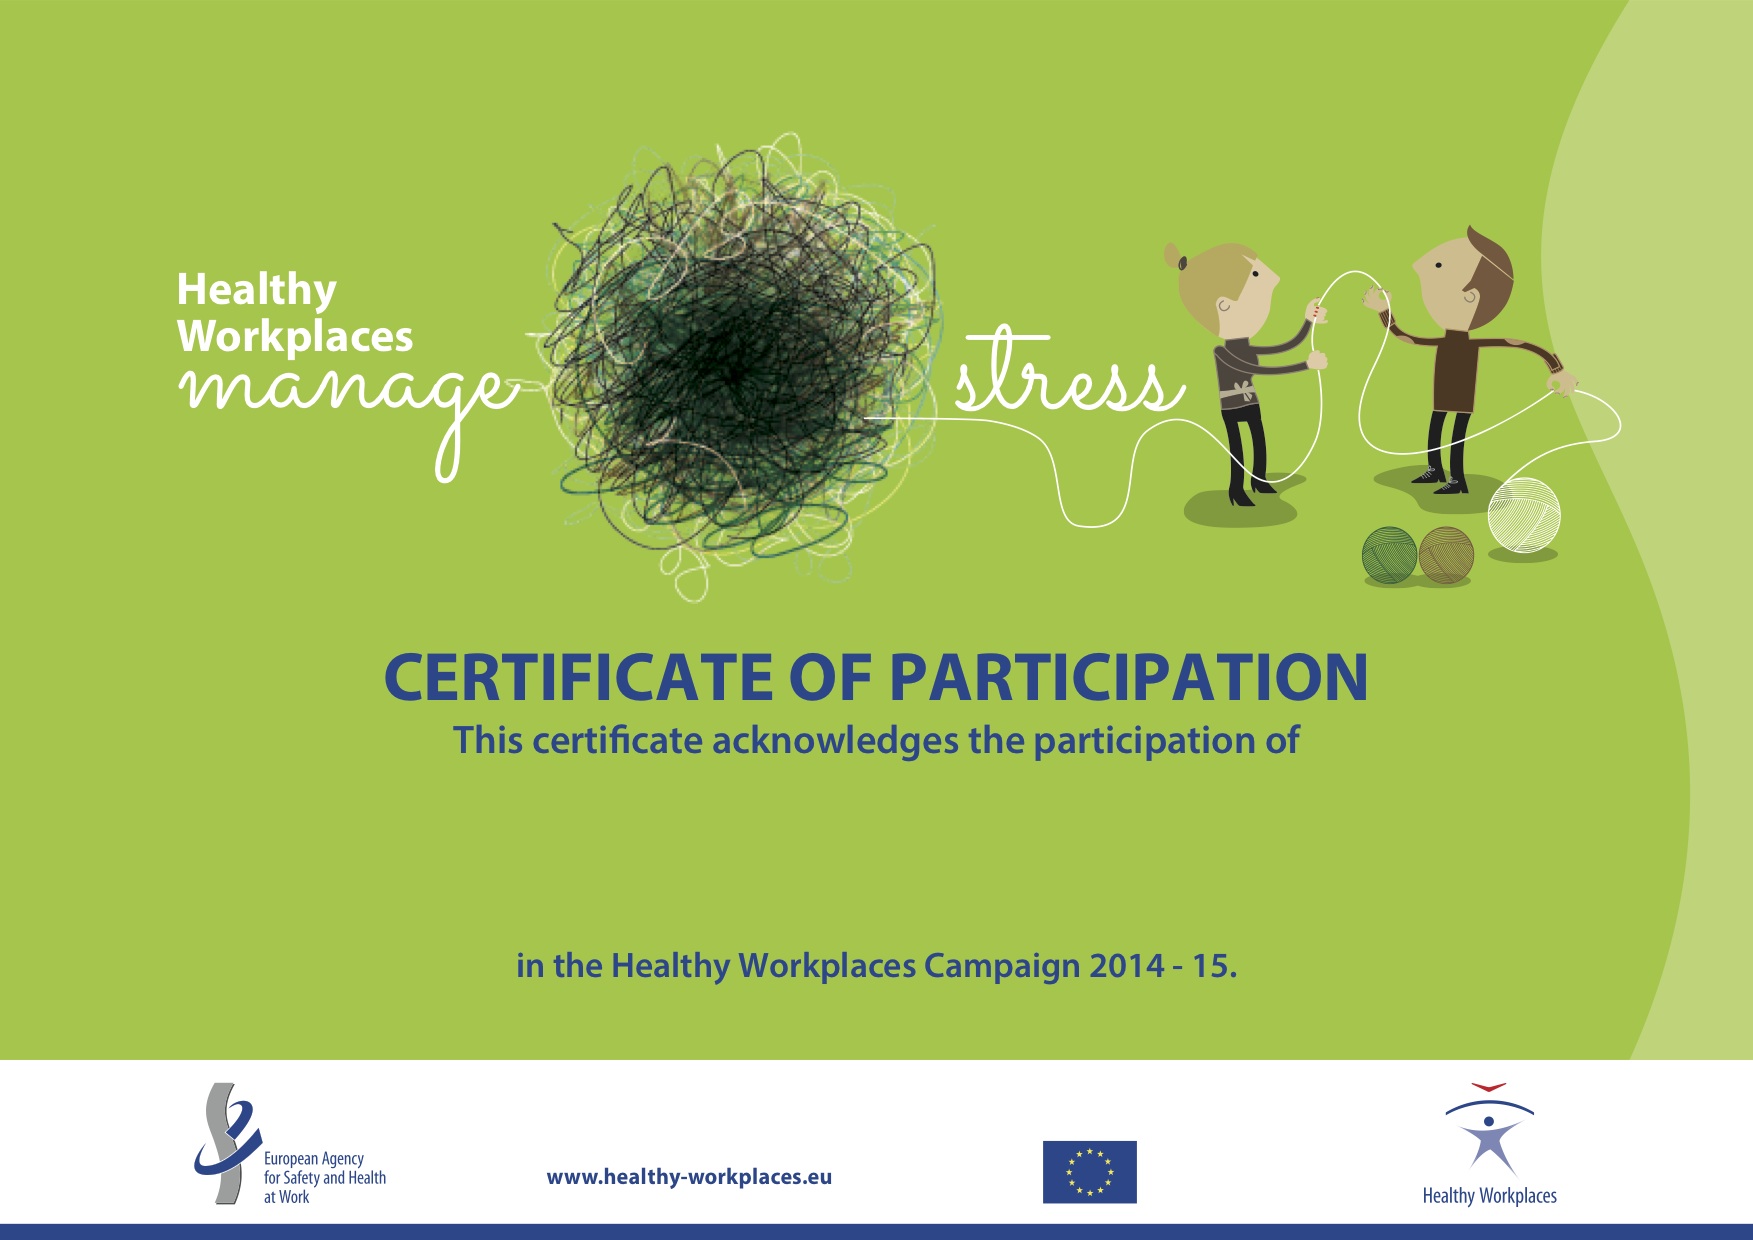 Healthy
Workplaces
manage stress
CERTIFICATE OF PARTICIPATION
This certificate acknowledges the participation of
in the Healthy Workplaces Campaign 2014 - 15.
European Agency
for Safety and Health
at Work
www.healthy-workplaces.eu
Healthy Workplaces